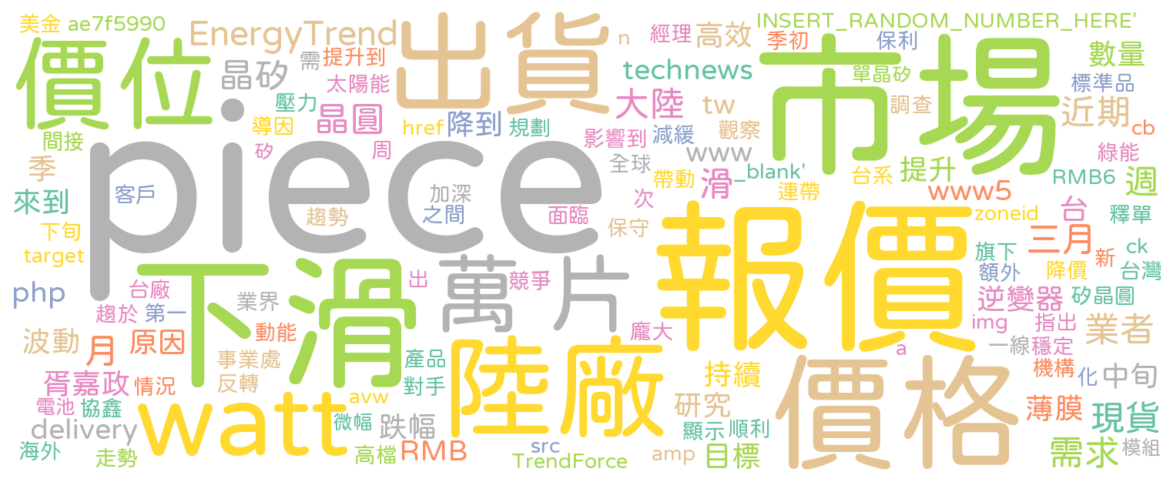 美金 ae7f5990 EnergyTrend 出貨 n 經理 高效 INSERT_RANDOM_NUMBER_HERE'
季初 保利 數量
價位 晶矽 需 提升到 太陽能 technews 市場 單晶矽 標準品
壓力 晶圓 大陸 tw 調查 近期
間接 導因 矽 周 href 降到 規劃 影響到 減緩 觀察 cb
季 piece www 綠能
全球 滑 _blank' 台系 提升 RMB6 週
來到 客戶 加深 帶動 連帶 www5
趨勢 之間 面臨 次 保守 zoneid 台 釋單
下旬 報價 三月 ck
target 旗下 新
下滑 萬片 額外 降價 台灣
php 台廠 業界 出 競爭 逆變器 矽晶圓
趨於 第一 img 指出
波動 月 原因 動能 龐大 a 一線 穩定 業者
事業處 產品 陸廠 機構 化 中旬
胥嘉政 情況 反轉 對手 持續 價格
電池 協鑫 watt avw 微幅 跌幅 研究 薄膜 現貨
delivery 顯示 順利
海外 走勢 高檔 RMB src amp 目標 需求 模組
TrendForce